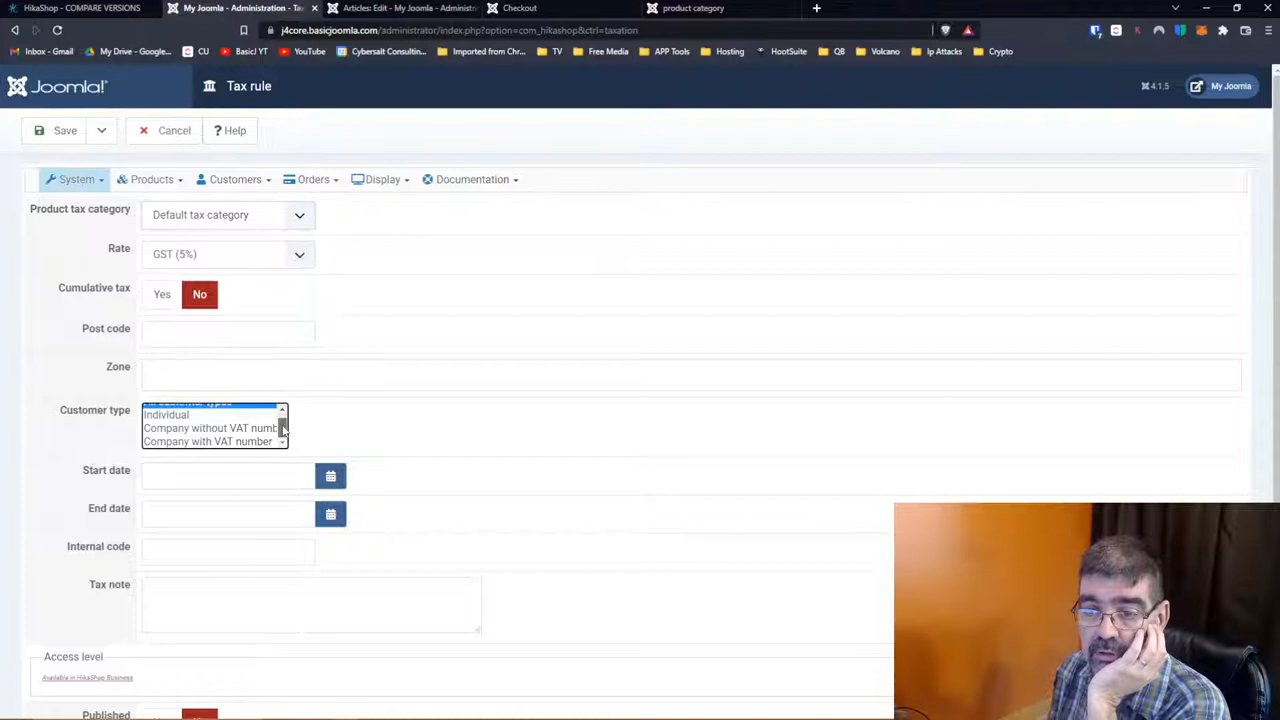 HikaShop - COMPARE VERSIONS
My Joomla - Administration - Tax
Articles: Edit - My Joomla - Administr
Checkout
product category
j4core.basicjoomla.com/administrator/index.php?option=com_hikashop&ctrl=taxation
Inbox - Gmail
My Drive - Google...
CU
Basicl YT
YouTube
Cybersalt Consulting...
Imported from Chr...
TV
Free Media
APP Tools
Hosting
HootSuite
QB
Volcano
Ip Attacks
Crypto
Joomla!
Tax rule
4.1.5
My Joomla
Save
Cancel
? Help
System
Products
Customers
Orders
Display
Documentation
Product tax category
Default tax category
Rate
GST (5%)
Cumulative tax
Yes
No
Post code
Zone
Customer type
Individual
Company without VAT numb
Company with VAT number
Start date
End date
Internal code
Tax note
Access level
Available in HikaShop Business
Published